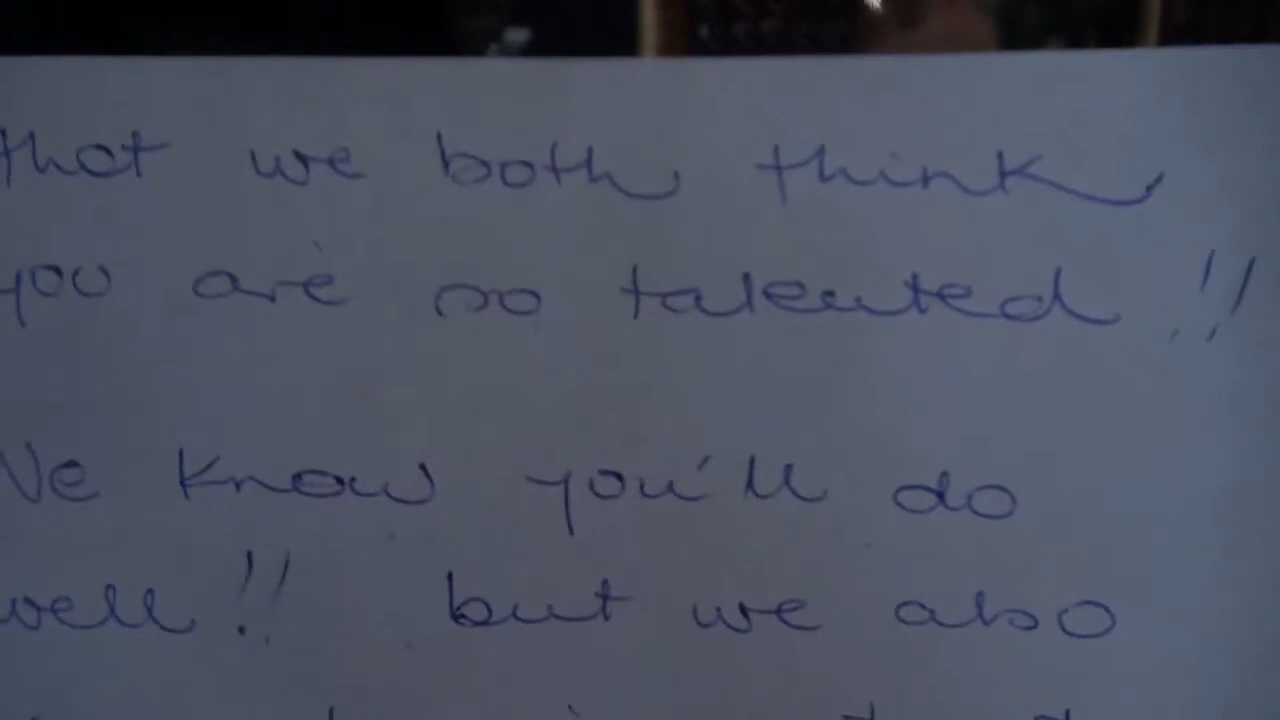 that we both think
you are so talented !!
We know you'll do
well!! but we also